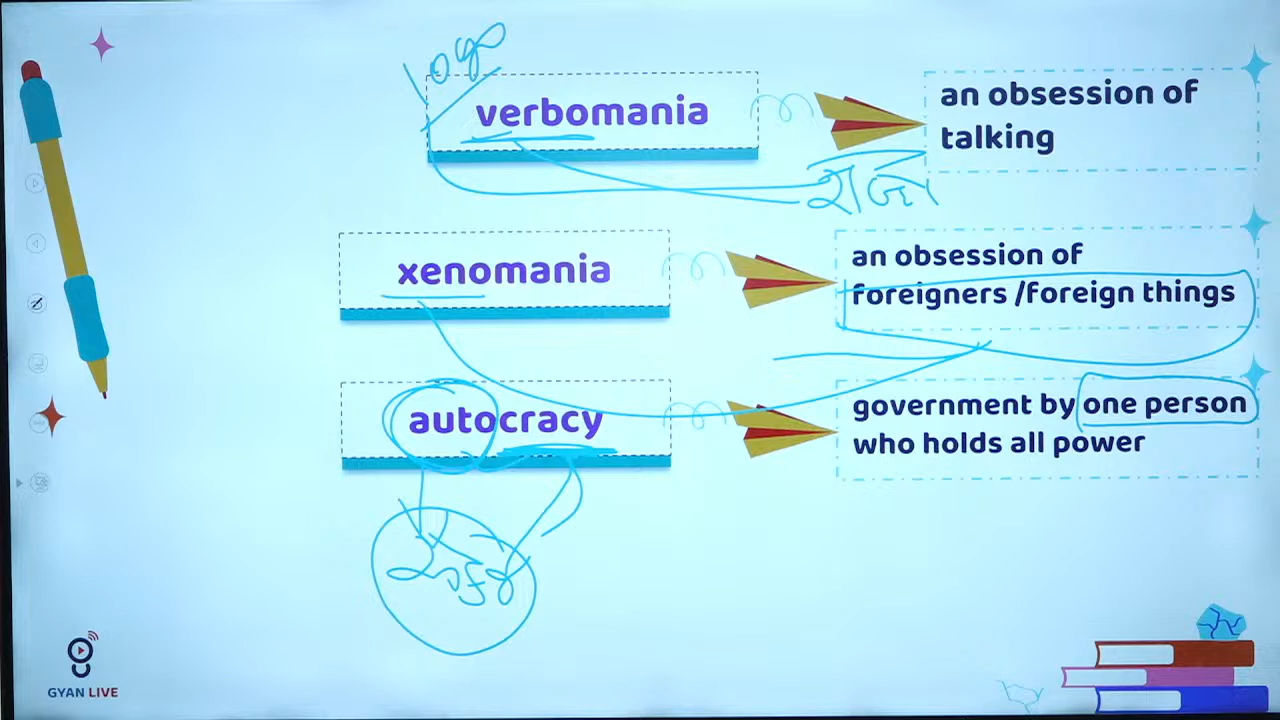 logo
verbomania
an obsession of
talking
xenomania
an obsession of
foreigners /foreign things
autocracy
government by one person
who holds all power
GYAN LIVE